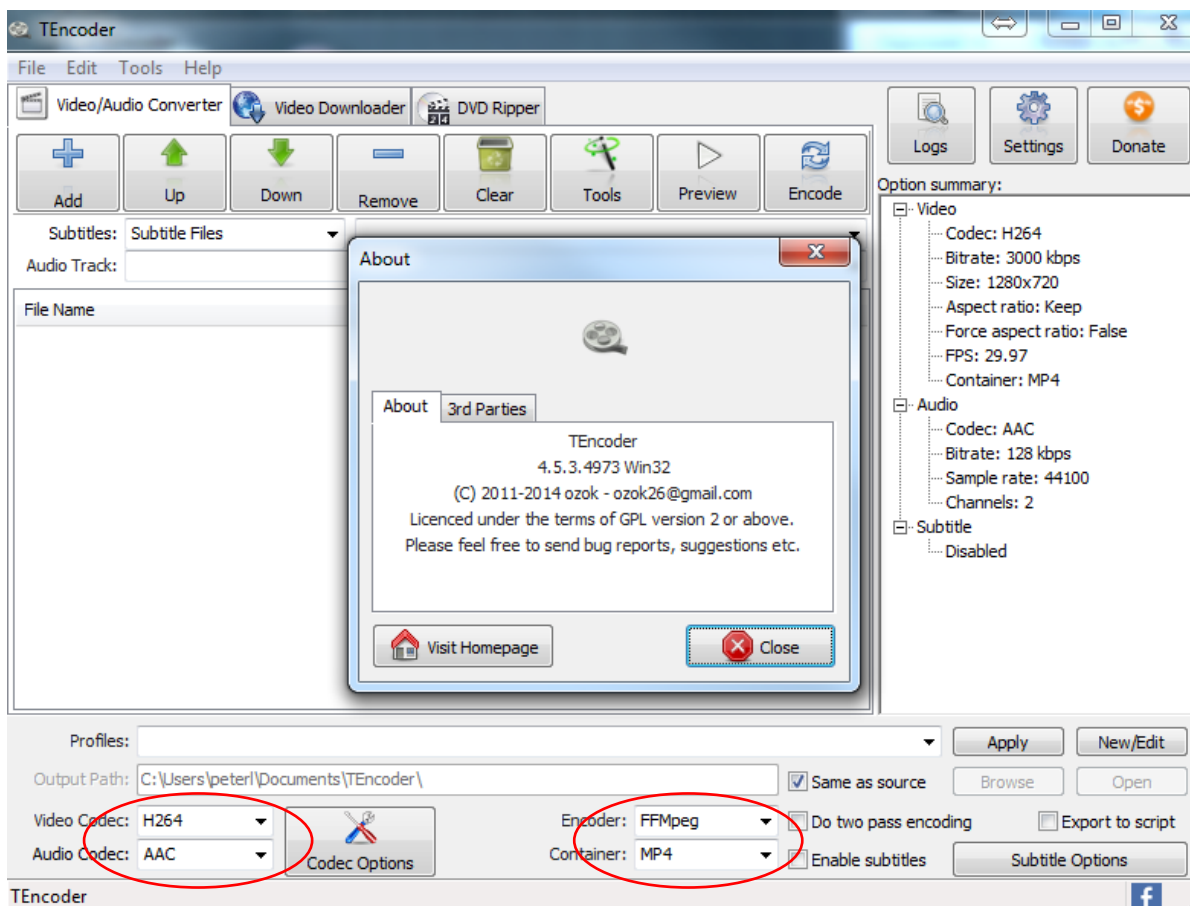 TEncoder
File Edit Tools Help
Video/Audio Converter Video Downloader DVD Ripper
Add Up Down Remove Clear Tools Preview Encode
Logs Settings Donate
Subtitles: Subtitle Files
Audio Track:
File Name
Option summary:
Video
Codec: H264
Bitrate: 3000 kbps
Size: 1280x720
Aspect ratio: Keep
Force aspect ratio: False
FPS: 29.97
Container: MP4
Audio
Codec: AAC
Bitrate: 128 kbps
Sample rate: 44100
Channels: 2
Subtitle
Disabled
About
About 3rd Parties
TEncoder
4.5.3.4973 Win32
(C) 2011-2014 ozok - ozok26@gmail.com
Licenced under the terms of GPL version 2 or above.
Please feel free to send bug reports, suggestions etc.
Visit Homepage Close
Profiles: Apply New/Edit
Output Path: C:\Users\peterl\Documents\TEncoder\ Same as source Browse Open
Video Codec: H264 Encoder: FFMpeg Do two pass encoding Export to script
Audio Codec: AAC Codec Options Container: MP4 Enable subtitles Subtitle Options
TEncoder